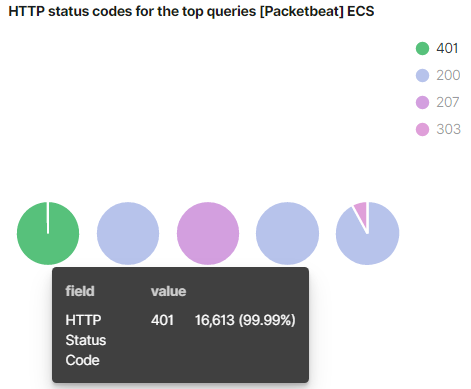 HTTP status codes for the top queries [Packetbeat] ECS
401
200
207
303
field value
HTTP 401 16,613 (99.99%)
Status
Code